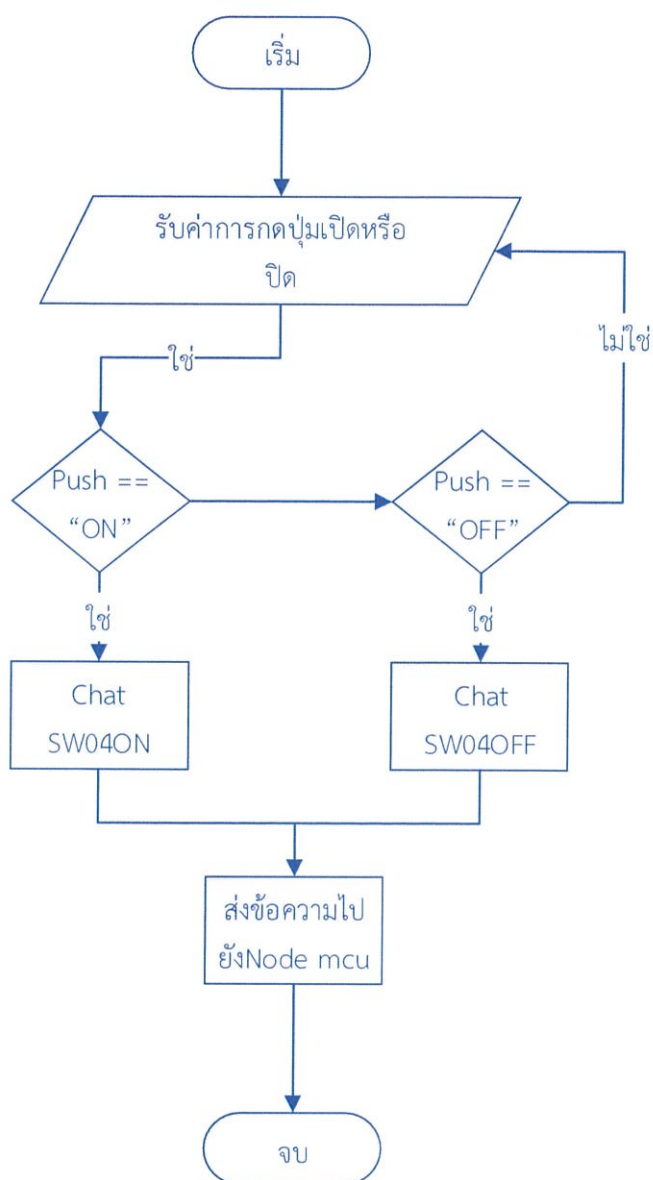 เริ่ม
รับค่าการกดปุ่มเปิดหรือ
ปิด
ไม่ใช่
ใช่
Push ==
“ON”
Push ==
“OFF”
ใช่
ใช่
Chat
SW04ON
Chat
SW04OFF
ส่งข้อความไป
ยังNode mcu
จบ